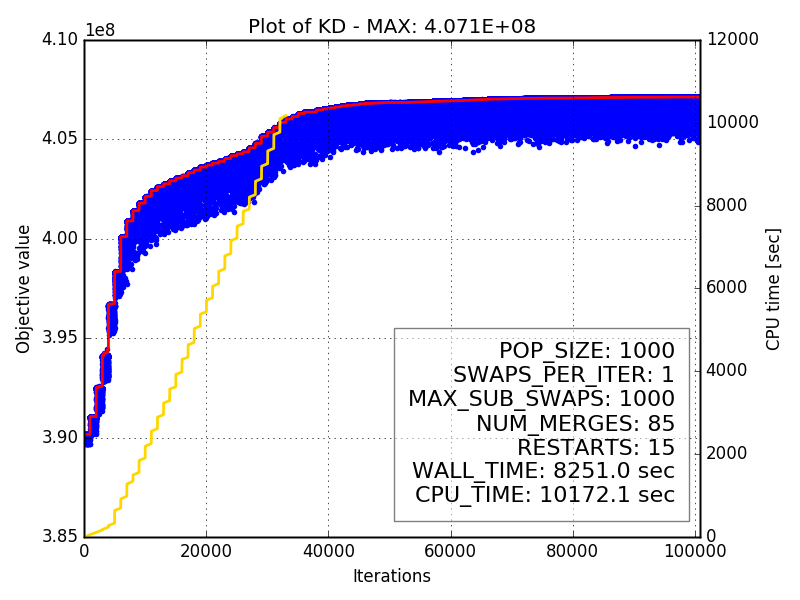 Plot of KD - MAX: 4.071E+08
1e8
4.10
4.05
4.00
3.95
3.90
3.85
Objective value
12000
10000
8000
6000
4000
2000
0
CPU time [sec]
POP_SIZE: 1000
SWAPS_PER_ITER: 1
MAX_SUB_SWAPS: 1000
NUM_MERGES: 85
RESTARTS: 15
WALL_TIME: 8251.0 sec
CPU_TIME: 10172.1 sec
0 20000 40000 60000 80000 100000
Iterations